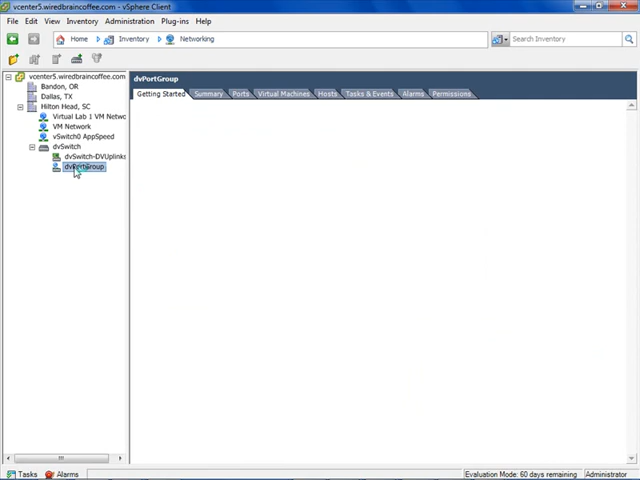 vcenter5.wiredbraincoffee.com - vSphere Client
File Edit View Inventory Administration Plug-ins Help
Home Inventory Networking Search Inventory
vcenter5.wiredbraincoffee.com
Bandon, OR
Dallas, TX
Hilton Head, SC
Virtual Lab 1 VM Netwo
VM Network
vSwitch0 AppSpeed
dvSwitch
dvSwitch-DVUplinks
dvPortGroup
dvPortGroup
Getting Started Summary Ports Virtual Machines Hosts Tasks & Events Alarms Permissions
Tasks Alarms Evaluation Mode: 60 days remaining Administrator